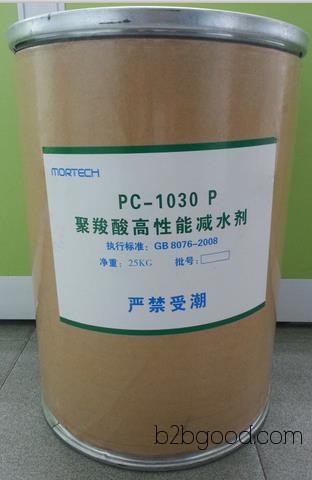 MORTECH
PC-1030 P
聚羧酸高性能减水剂
执行标准: GB 8076-2008
净重: 25KG 批号:
严禁受潮
b2bgood.com